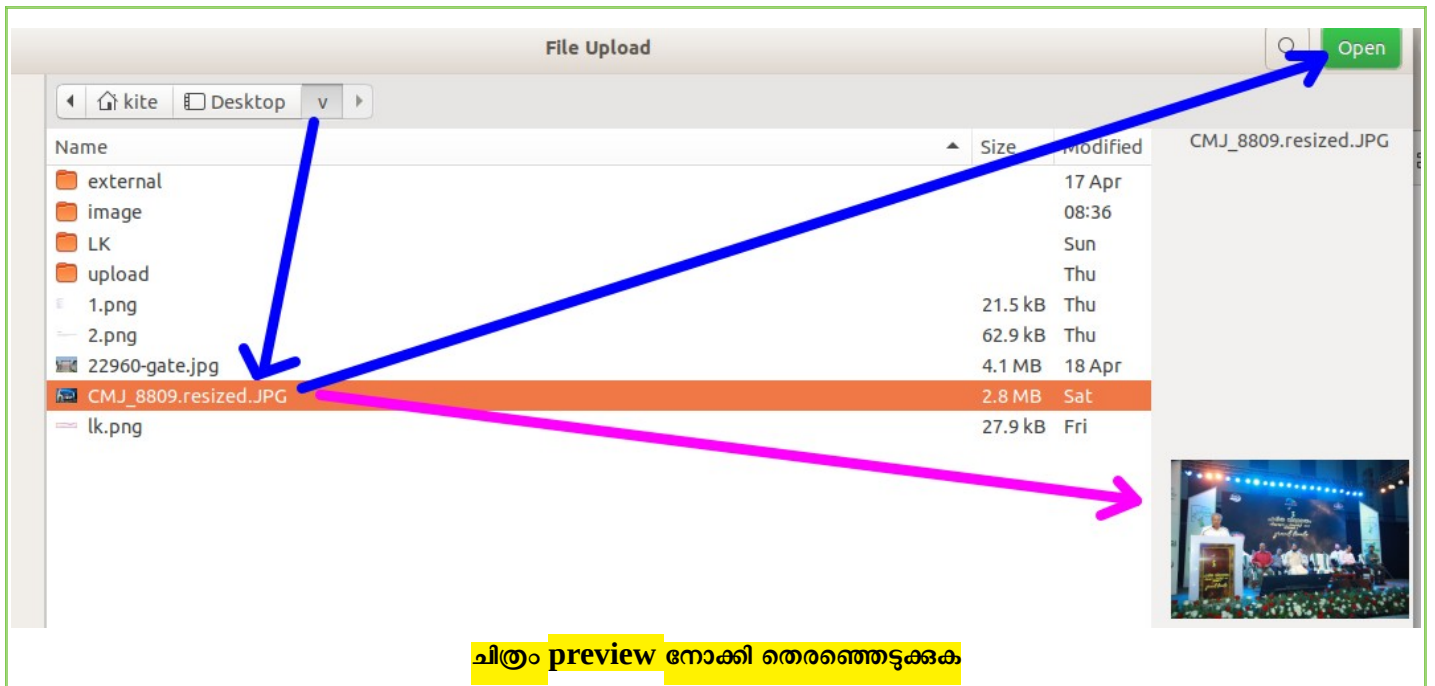 File Upload
Open
kite Desktop v
Name Size Modified
CMJ_8809.resized.JPG
external 17 Apr
image 08:36
LK Sun
upload Thu
1.png 21.5 kB Thu
2.png 62.9 kB Thu
22960-gate.jpg 4.1 MB 18 Apr
CMJ_8809.resized.JPG 2.8 MB Sat
lk.png 27.9 kB Fri
ചിത്രം preview നോക്കി തെരഞ്ഞെടുക്കുക